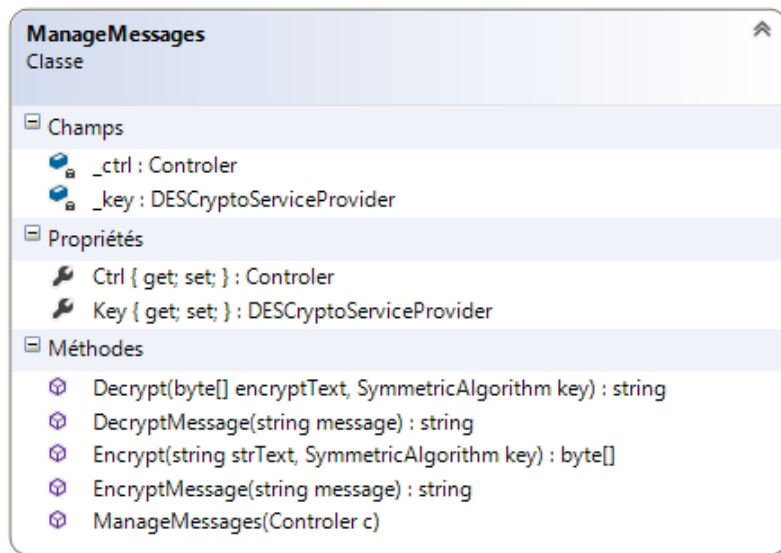 ManageMessages
Classe
Champs
_ctrl : Controler
_key : DESCryptoServiceProvider
Propriétés
Ctrl { get; set; } : Controler
Key { get; set; } : DESCryptoServiceProvider
Méthodes
Decrypt(byte[] encryptText, SymmetricAlgorithm key) : string
DecryptMessage(string message) : string
Encrypt(string strText, SymmetricAlgorithm key) : byte[]
EncryptMessage(string message) : string
ManageMessages(Controler c)